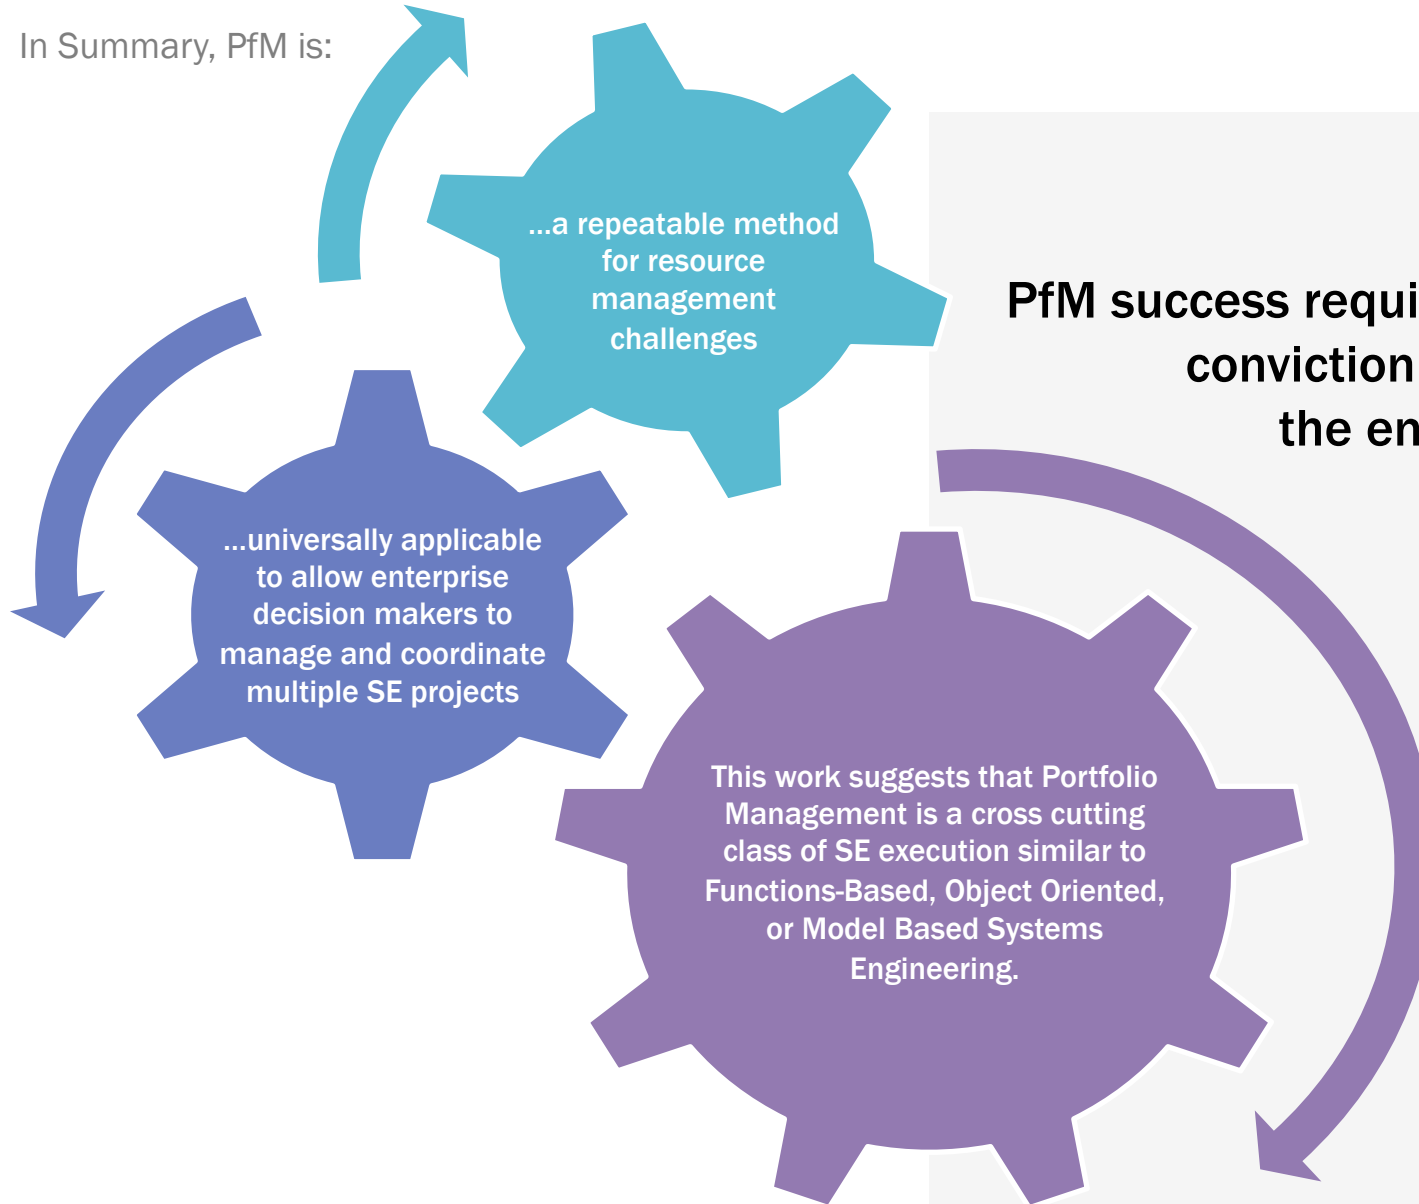 In Summary, PfM is:
...a repeatable method
for resource
management
challenges
PfM success requi
conviction
the en
...universally applicable
to allow enterprise
decision makers to
manage and coordinate
multiple SE projects
This work suggests that Portfolio
Management is a cross cutting
class of SE execution similar to
Functions-Based, Object Oriented,
or Model Based Systems
Engineering.